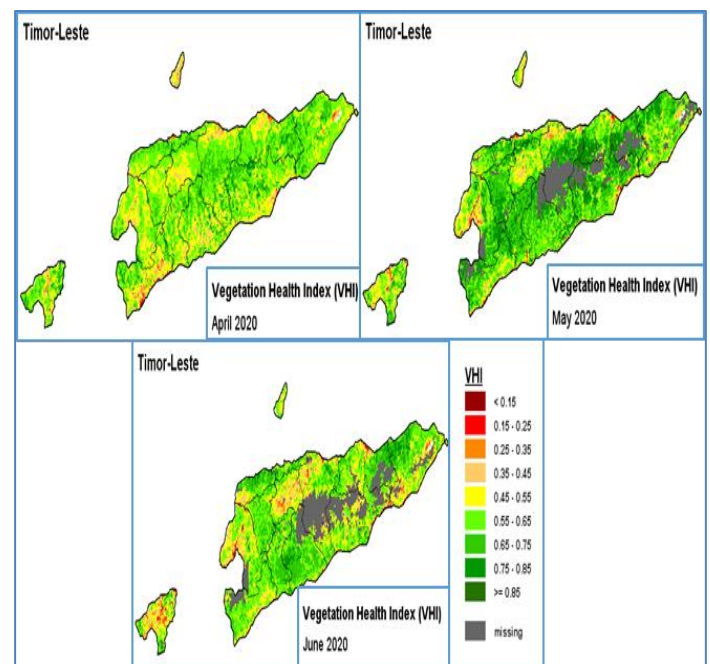 Timor-Leste
Vegetation Health Index (VHI)
April 2020
Timor-Leste
Vegetation Health Index (VHI)
May 2020
Timor-Leste
Vegetation Health Index (VHI)
June 2020
VHI
< 0.15
0.15 - 0.25
0.25 - 0.35
0.35 - 0.45
0.45 - 0.55
0.55 - 0.65
0.65 - 0.75
0.75 - 0.85
>= 0.85
missing